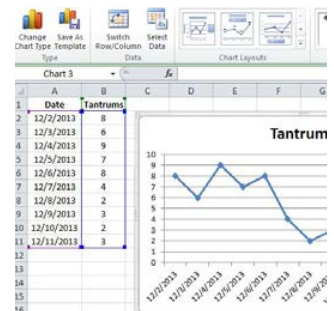 Change Chart Type
Save As Template
Switch Row/Column
Select Data
Type
Data
Chart Layouts
Chart 3
fx
A B C D E F G
1 Date Tantrums
2 12/2/2013 8
3 12/3/2013 6
4 12/4/2013 9
5 12/5/2013 7
6 12/6/2013 8
7 12/7/2013 4
8 12/8/2013 2
9 12/9/2013 3
10 12/10/2013 2
11 12/11/2013 3
12
13
14
15
16
Tantrum
10
9
8
7
6
5
4
3
2
1
0
12/2/2013
12/3/2013
12/4/2013
12/5/2013
12/6/2013
12/7/2013
12/8/2013